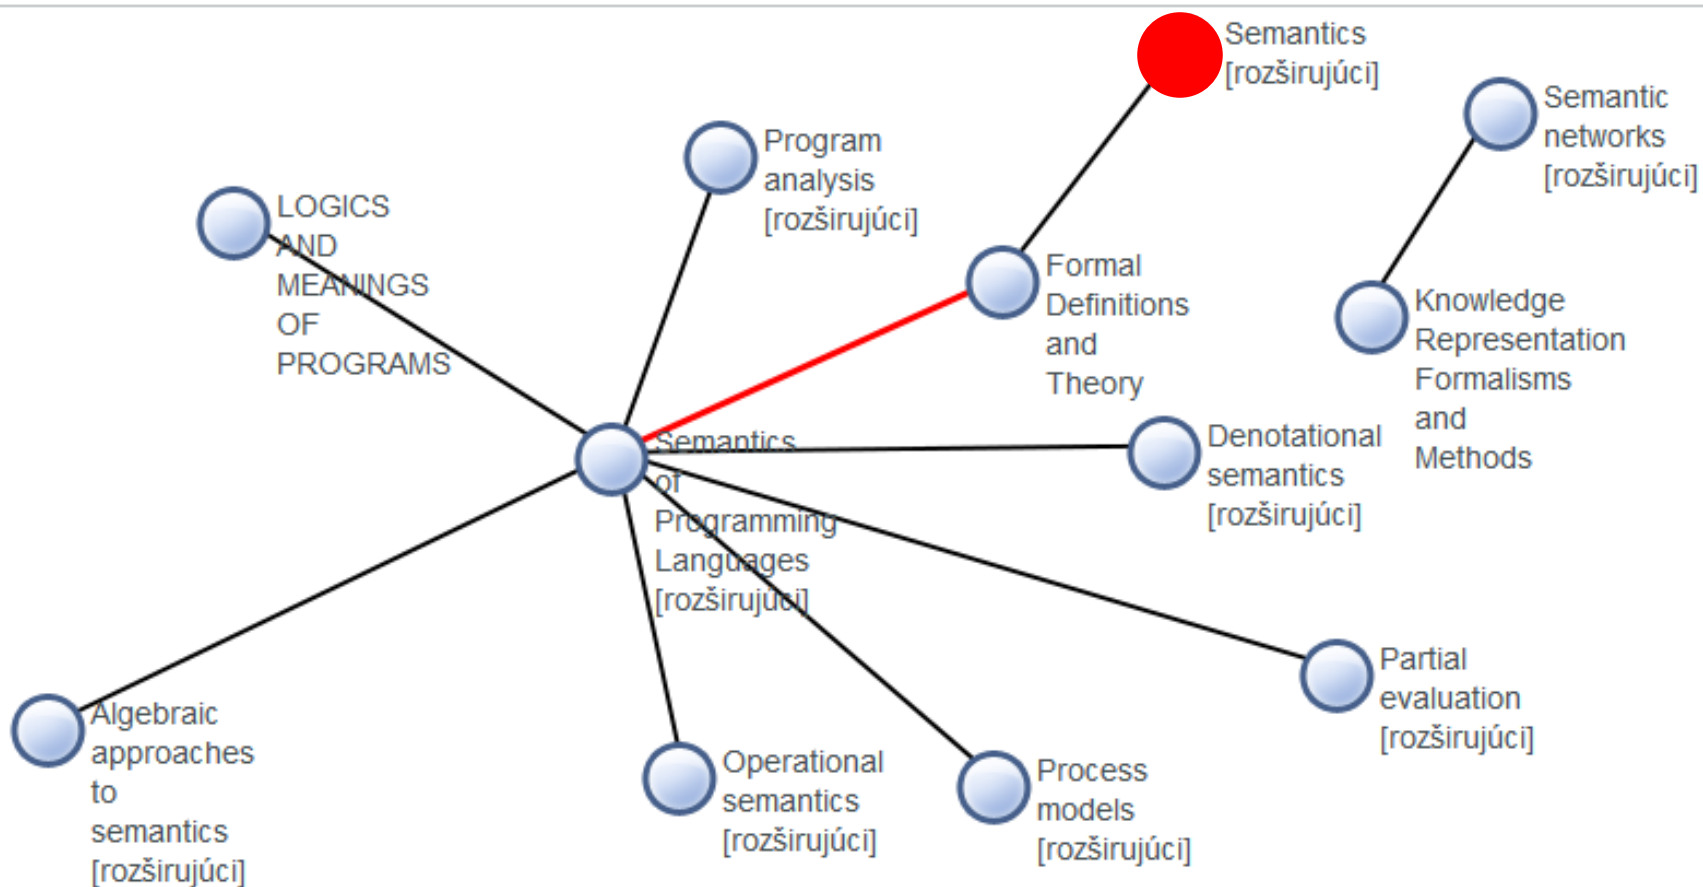 Semantics
[rozširujúci]
Semantic
networks
[rozširujúci]
Program
analysis
[rozširujúci]
LOGICS
AND
MEANINGS
OF
PROGRAMS
Formal
Definitions
and
Theory
Knowledge
Representation
Formalisms
and
Methods
Semantics
of
Programming
Languages
[rozširujúci]
Denotational
semantics
[rozširujúci]
Partial
evaluation
[rozširujúci]
Algebraic
approaches
to
semantics
[rozširujúci]
Operational
semantics
[rozširujúci]
Process
models
[rozširujúci]